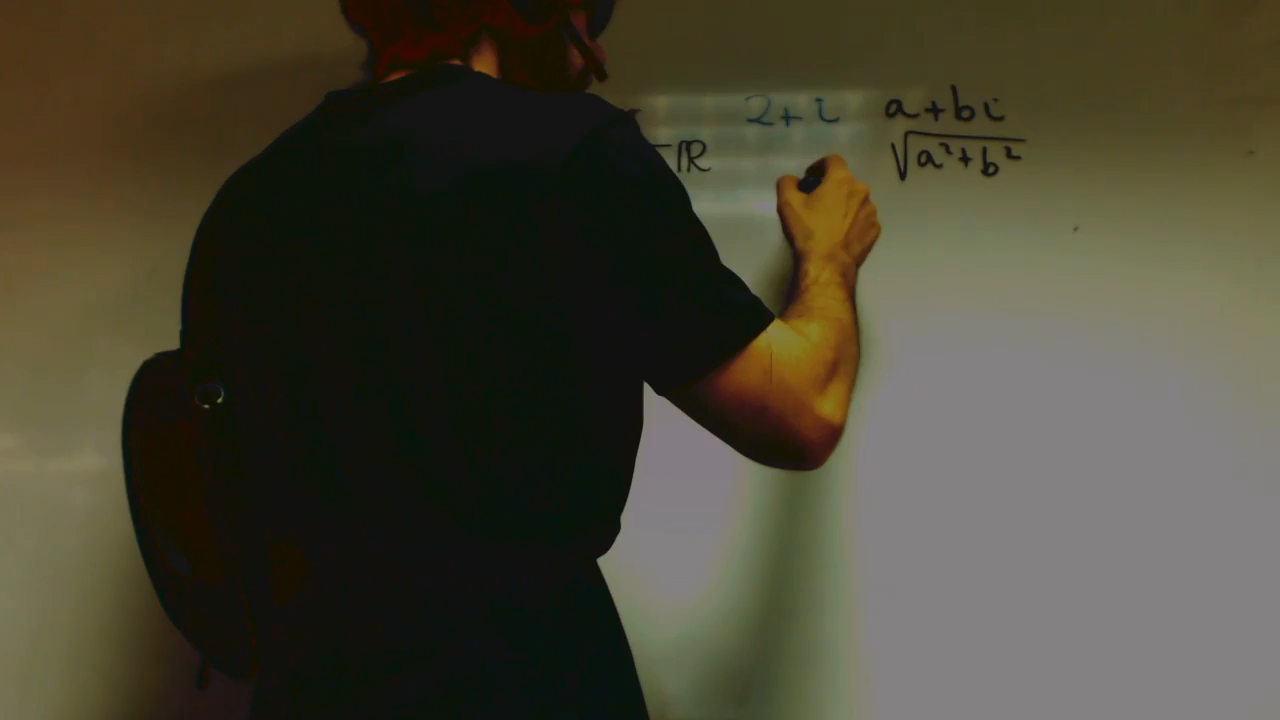 2+i a+bi
ℝ √(a²+b²)